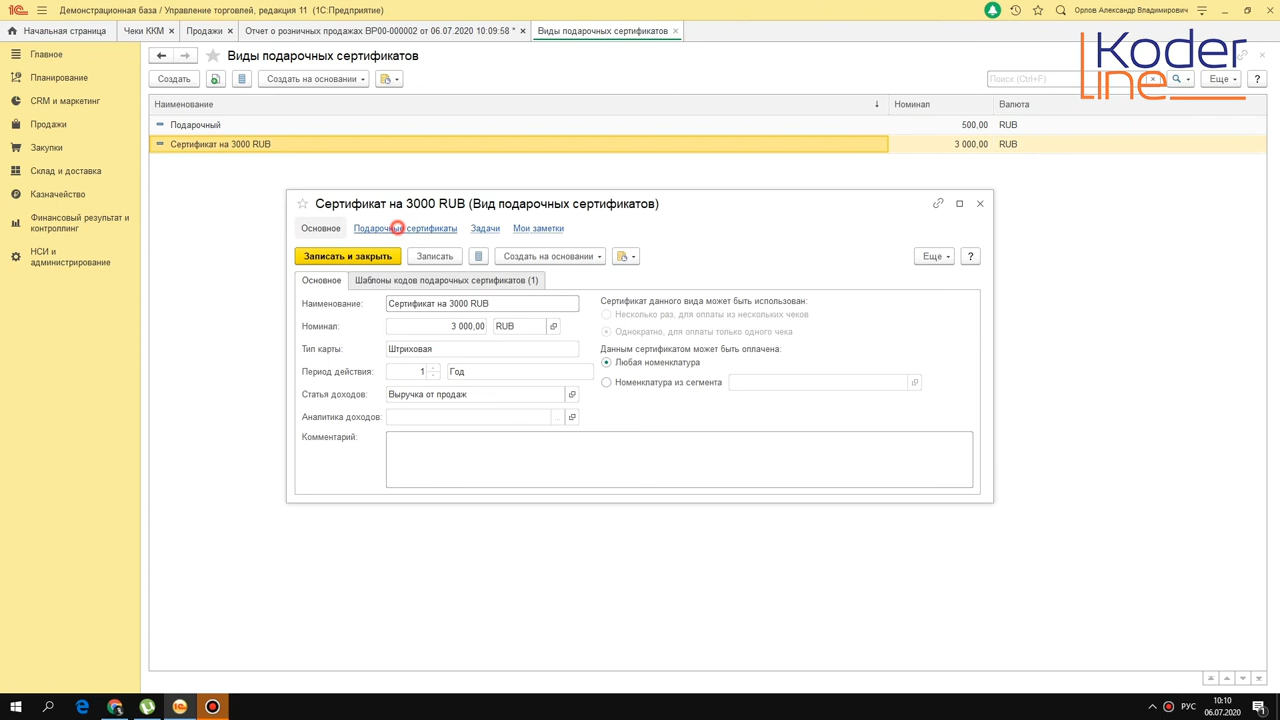 Демонстрационная база / Управление торговлей, редакция 11 (1С:Предприятие)
Орлов Александр Владимирович
Начальная страница
Чеки ККМ
Продажи
Отчет о розничных продажах ВР00-000002 от 06.07.2020 10:09:58 *
Виды подарочных сертификатов
Главное
Планирование
CRM и маркетинг
Продажи
Закупки
Склад и доставка
Казначейство
Финансовый результат и
контроллинг
НСИ и
администрирование
Виды подарочных сертификатов
Koder
line
Создать
Создать на основании
Поиск (Ctrl+F)
Еще
?
Наименование
Номинал
Валюта
Подарочный
500,00
RUB
Сертификат на 3000 RUB
3 000,00
RUB
Сертификат на 3000 RUB (Вид подарочных сертификатов)
Основное
Подарочные сертификаты
Задачи
Мои заметки
Записать и закрыть
Записать
Создать на основании
Еще
?
Основное
Шаблоны кодов подарочных сертификатов (1)
Наименование:
Сертификат на 3000 RUB
Номинал:
3 000,00
RUB
Тип карты:
Штриховая
Период действия:
1
Год
Статья доходов:
Выручка от продаж
Аналитика доходов:
Комментарий:
Сертификат данного вида может быть использован:
Несколько раз, для оплаты из нескольких чеков
Однократно, для оплаты только одного чека
Данным сертификатом может быть оплачена:
Любая номенклатура
Номенклатура из сегмента
РУС
10:10
06.07.2020
1